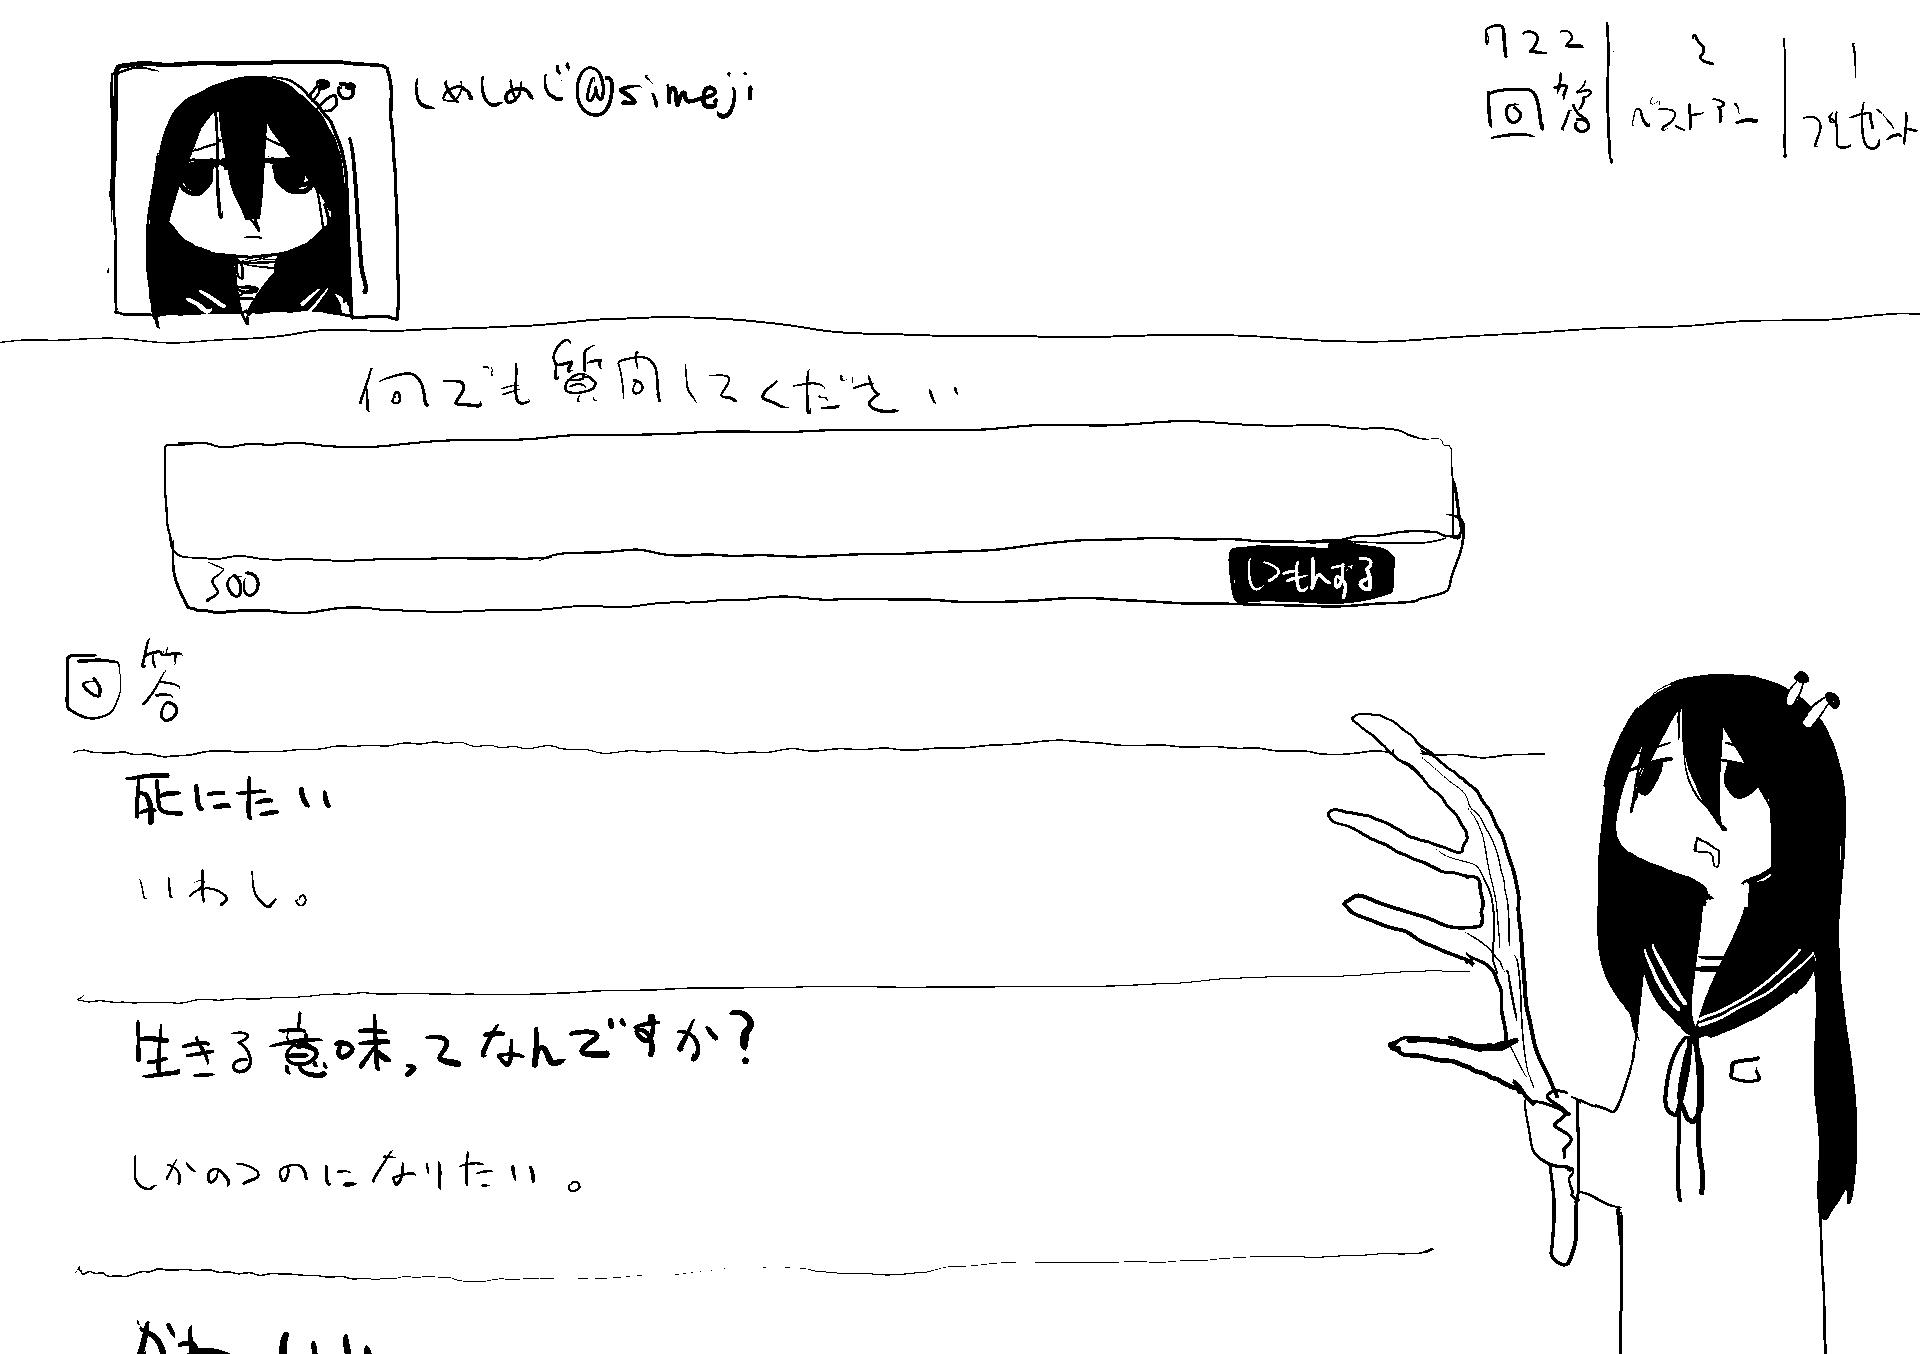 しめしめじ@simeji
722
回答
2
ベストアン
1
プレゼント
何でも質問してください
300
しつもんする
回答
死にたい
いわし。
生きる意味ってなんですか?
しかのつのになりたい。